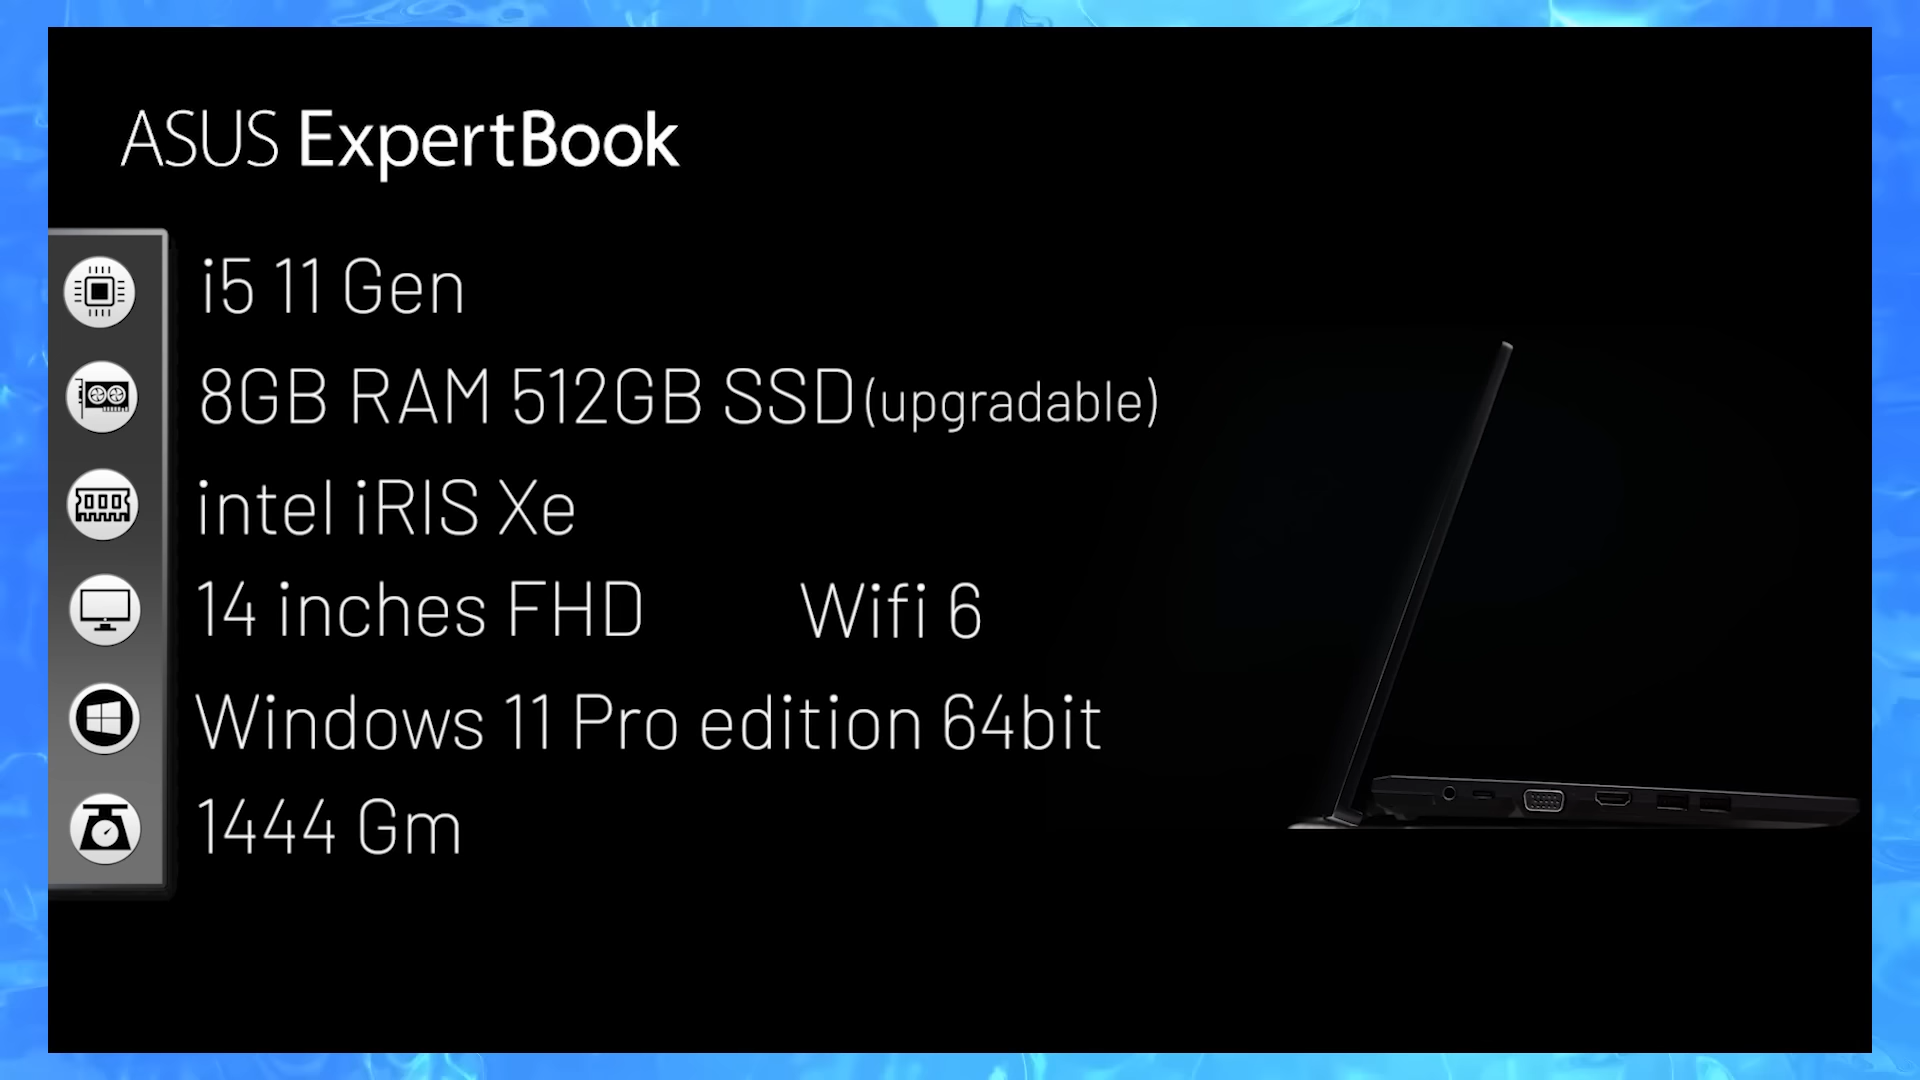 ASUS ExpertBook
i5 11 Gen
8GB RAM 512GB SSD(upgradable)
intel iRIS Xe
14 inches FHD Wifi 6
Windows 11 Pro edition 64bit
1444 Gm